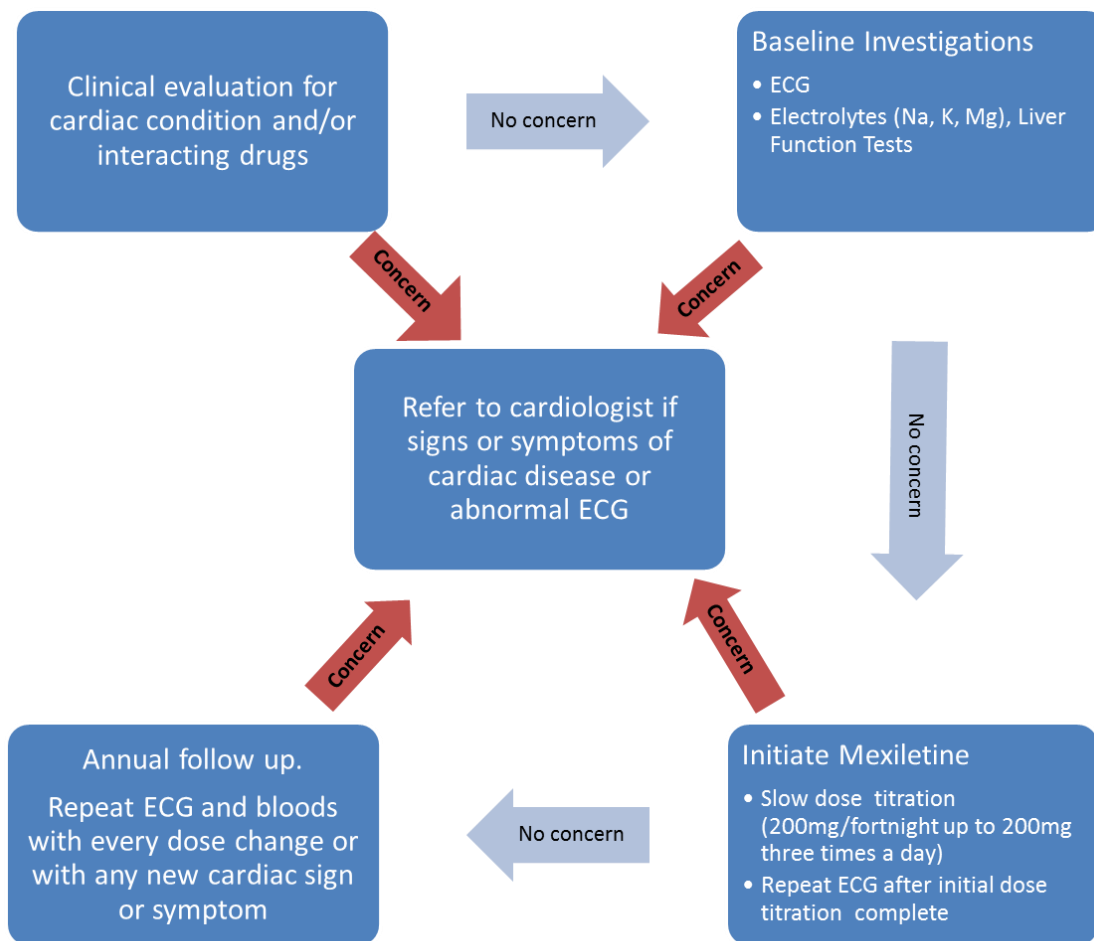 Clinical evaluation for
cardiac condition and/or
interacting drugs
No concern
Baseline Investigations
• ECG
• Electrolytes (Na, K, Mg), Liver
Function Tests
Concern
Concern
Refer to cardiologist if
signs or symptoms of
cardiac disease or
abnormal ECG
No concern
Concern
Concern
Annual follow up.
Repeat ECG and bloods
with every dose change or
with any new cardiac sign
or symptom
No concern
Initiate Mexiletine
• Slow dose titration
(200mg/fortnight up to 200mg
three times a day)
• Repeat ECG after initial dose
titration complete